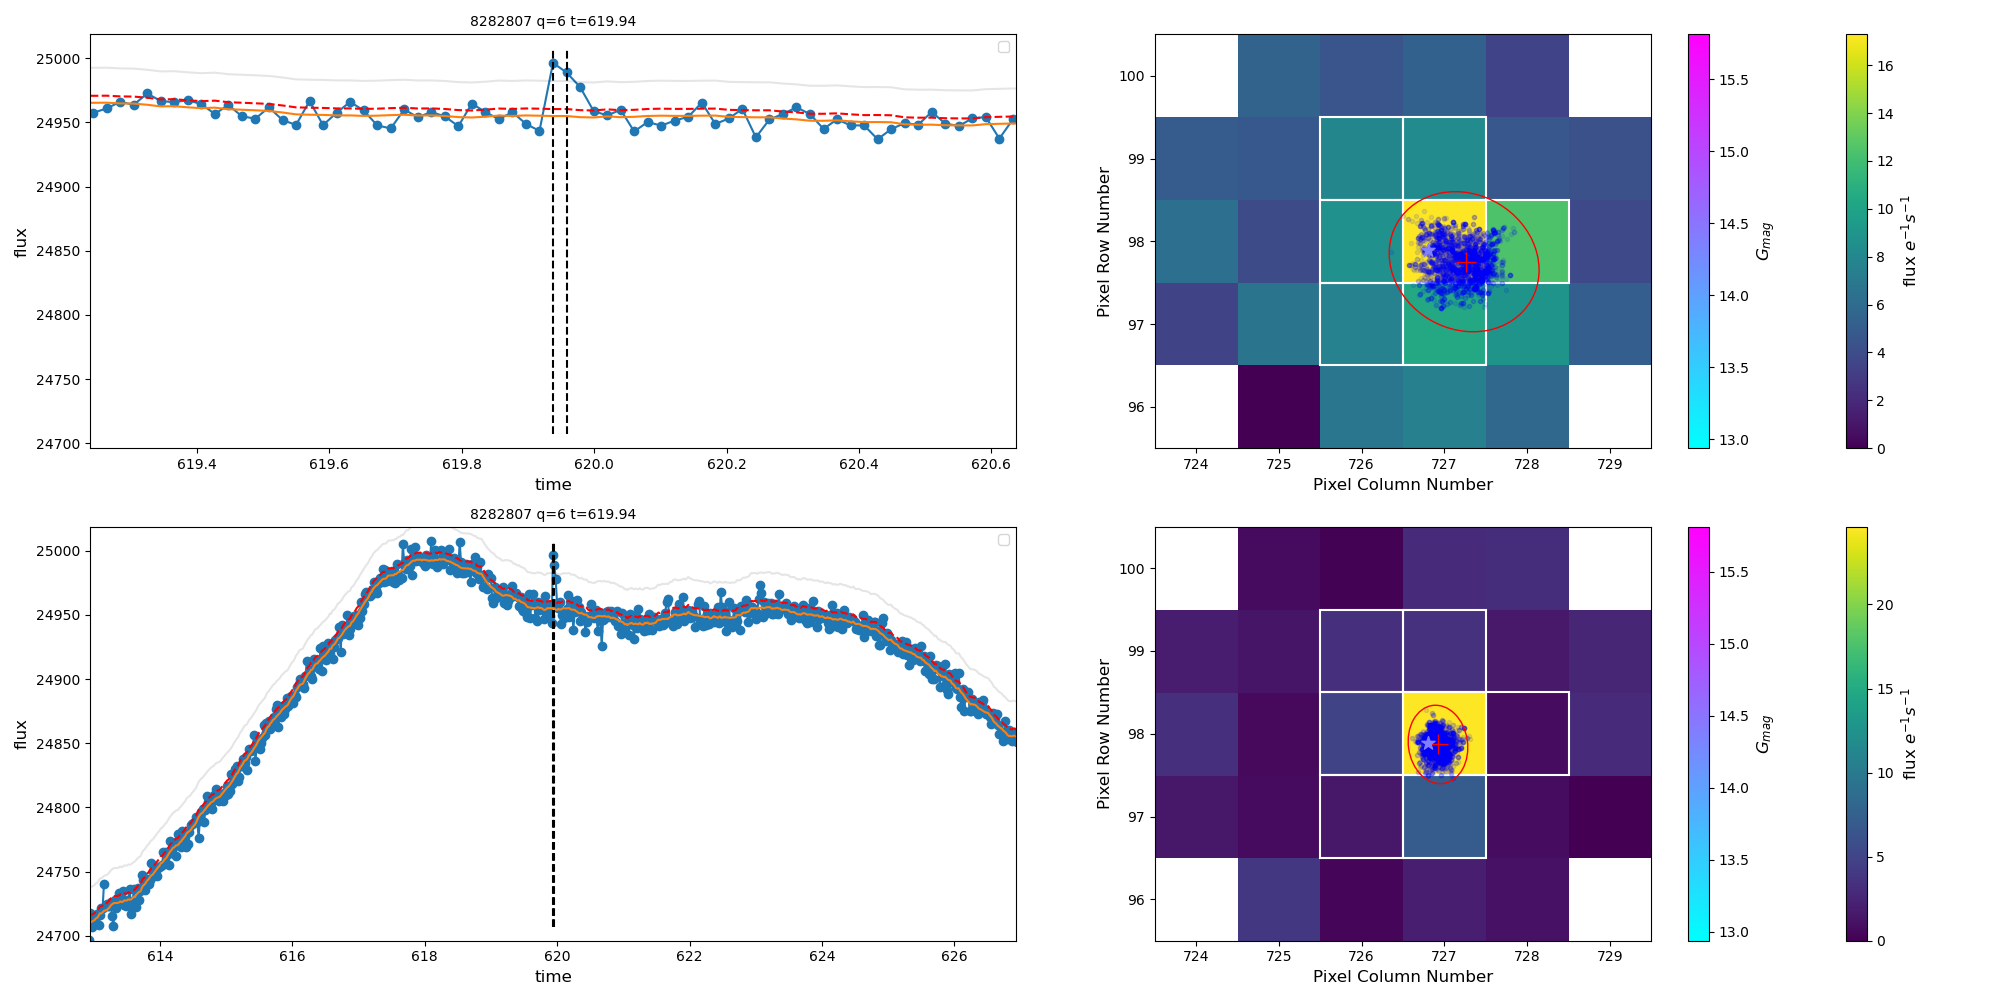 8282807 q=6 t=619.94
25000
24950
24900
24850
24800
24750
24700
flux
619.4 619.6 619.8 620.0 620.2 620.4 620.6
time
100
99
98
97
96
Pixel Row Number
724 725 726 727 728 729
Pixel Column Number
15.5
15.0
14.5
14.0
13.5
13.0
Gmag
16
14
12
10
8
6
4
2
0
flux e⁻¹s⁻¹
8282807 q=6 t=619.94
25000
24950
24900
24850
24800
24750
24700
flux
614 616 618 620 622 624 626
time
100
99
98
97
96
Pixel Row Number
724 725 726 727 728 729
Pixel Column Number
15.5
15.0
14.5
14.0
13.5
13.0
Gmag
20
15
10
5
0
flux e⁻¹s⁻¹